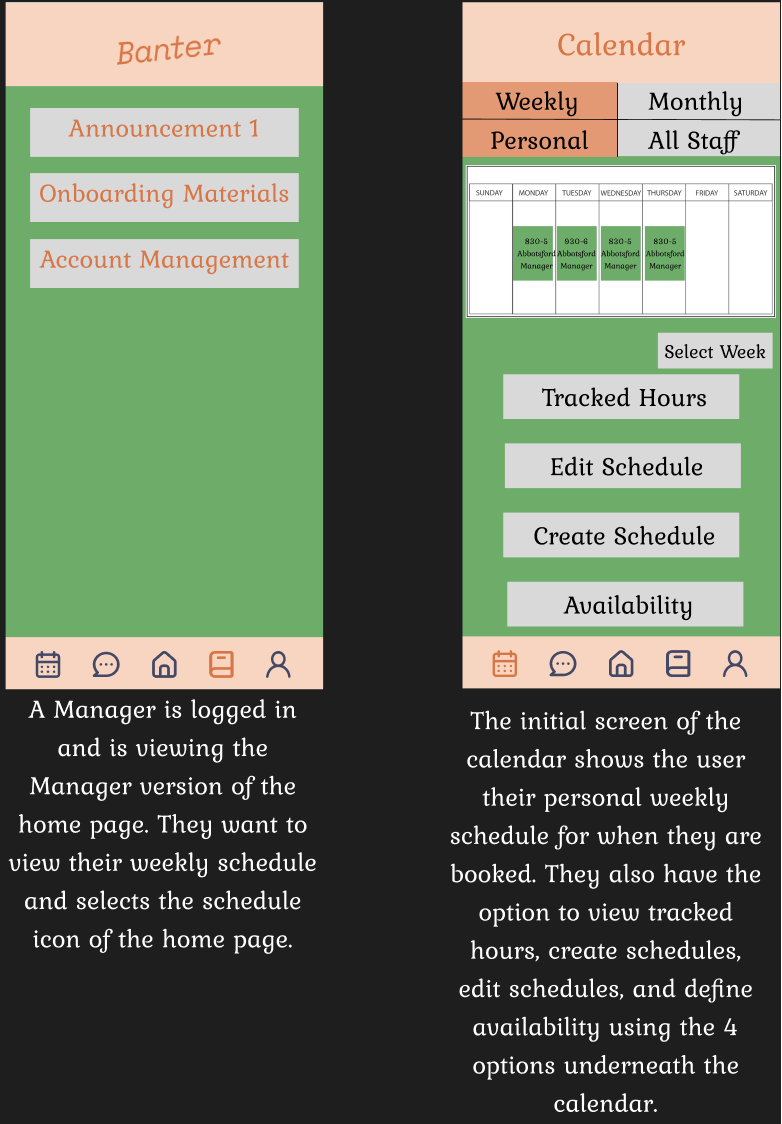 Banter
Announcement 1
Onboarding Materials
Account Management
A Manager is logged in
and is viewing the
Manager version of the
home page. They want to
view their weekly schedule
and selects the schedule
icon of the home page.
Calendar
Weekly Monthly
Personal All Staff
SUNDAY MONDAY TUESDAY WEDNESDAY THURSDAY FRIDAY SATURDAY
830-5 930-6 830-5 830-5
Abbotsford Abbotsford Abbotsford Abbotsford
Manager Manager Manager Manager
Select Week
Tracked Hours
Edit Schedule
Create Schedule
Availability
The initial screen of the
calendar shows the user
their personal weekly
schedule for when they are
booked. They also have the
option to view tracked
hours, create schedules,
edit schedules, and define
availability using the 4
options underneath the
calendar.